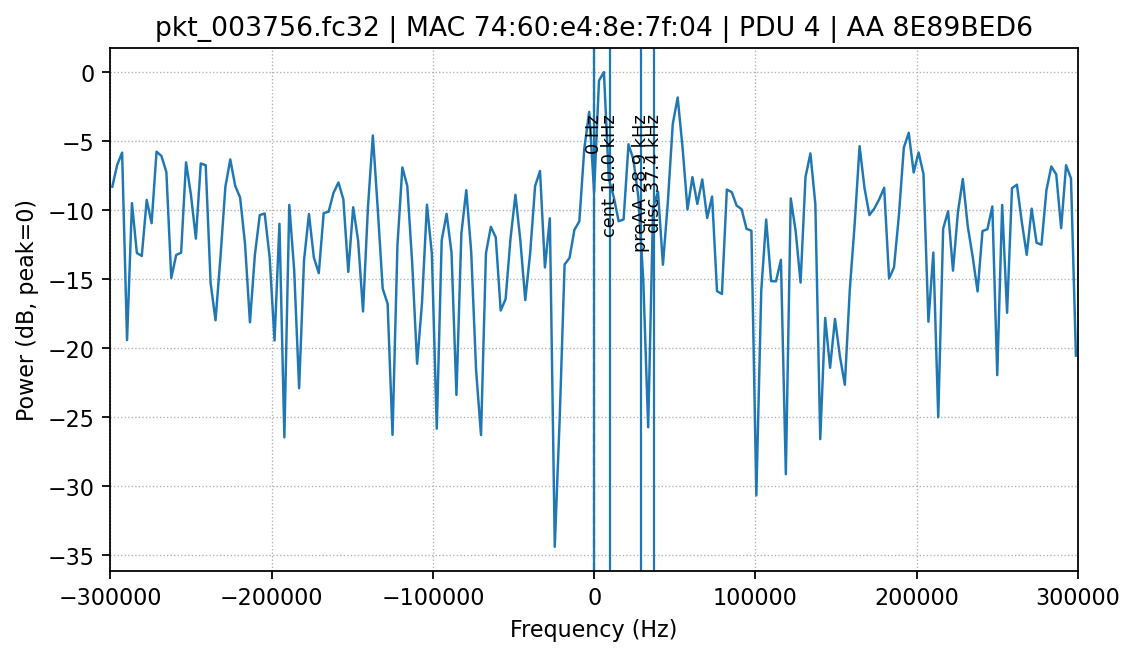 pkt_003756.fc32 | MAC 74:60:e4:8e:7f:04 | PDU 4 | AA 8E89BED6
Power (dB, peak=0)
0
−5
−10
−15
−20
−25
−30
−35
0 Hz
cent 10.0 kHz
preAA 28.9 kHz
disc 37.4 kHz
−300000
−200000
−100000
0
100000
200000
300000
Frequency (Hz)